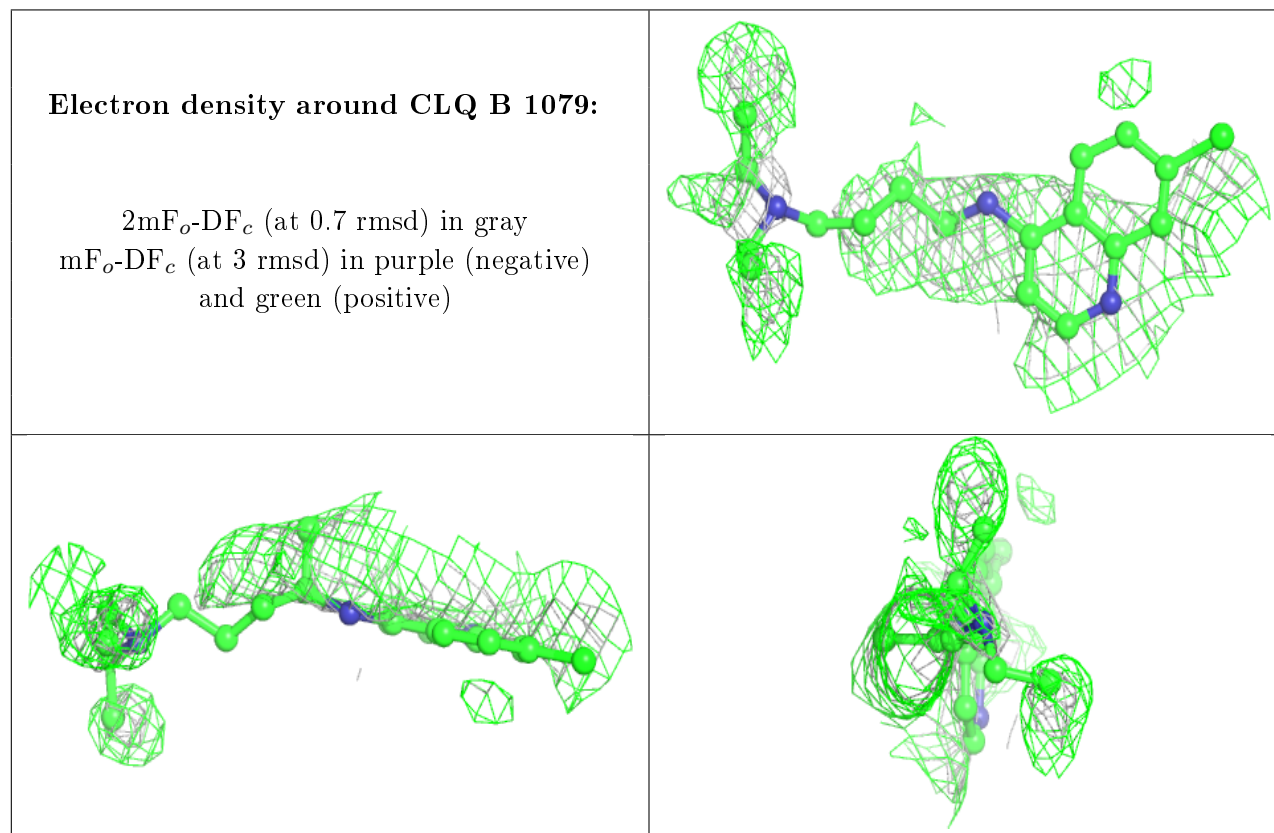 Electron density around CLQ B 1079:
2mFₒ-DF𝒸 (at 0.7 rmsd) in gray
mFₒ-DF𝒸 (at 3 rmsd) in purple (negative)
and green (positive)